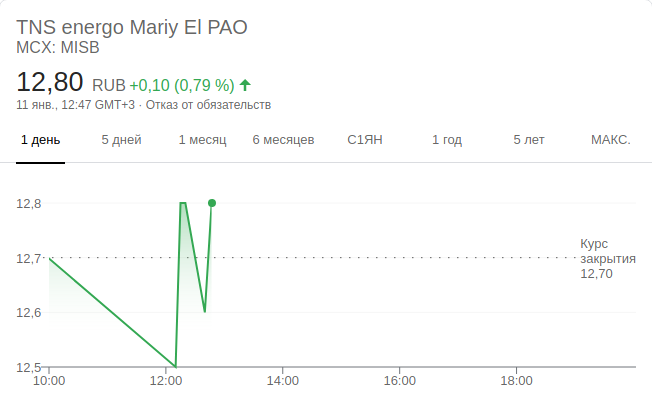 TNS energo Mariy El PAO
MCX: MISB
12,80 RUB +0,10 (0,79 %)
11 янв., 12:47 GMT+3 · Отказ от обязательств
1 день 5 дней 1 месяц 6 месяцев С1ЯН 1 год 5 лет МАКС.
12,8
Курс
12,7 закрытия
12,70
12,6
12,5
10:00 12:00 14:00 16:00 18:00